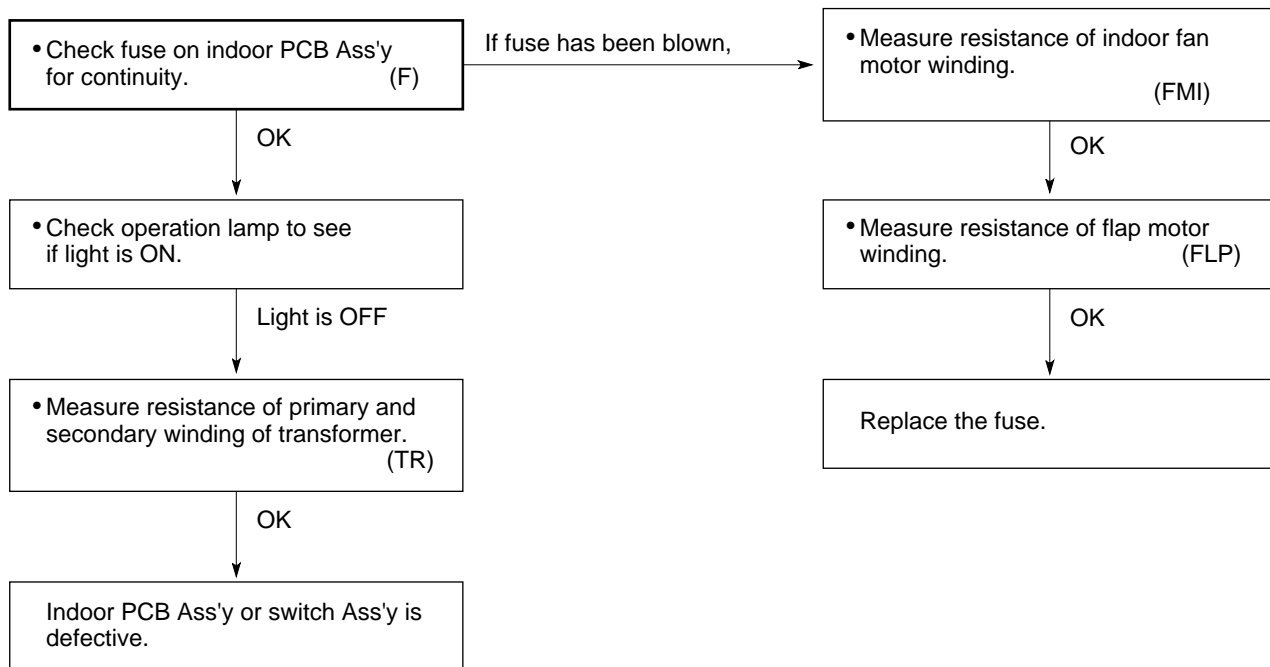 • Check fuse on indoor PCB Ass'y
for continuity. (F)
If fuse has been blown,
• Measure resistance of indoor fan
motor winding.
(FMI)
OK
OK
• Check operation lamp to see
if light is ON.
• Measure resistance of flap motor
winding. (FLP)
Light is OFF
OK
• Measure resistance of primary and
secondary winding of transformer.
(TR)
Replace the fuse.
OK
Indoor PCB Ass'y or switch Ass'y is
defective.